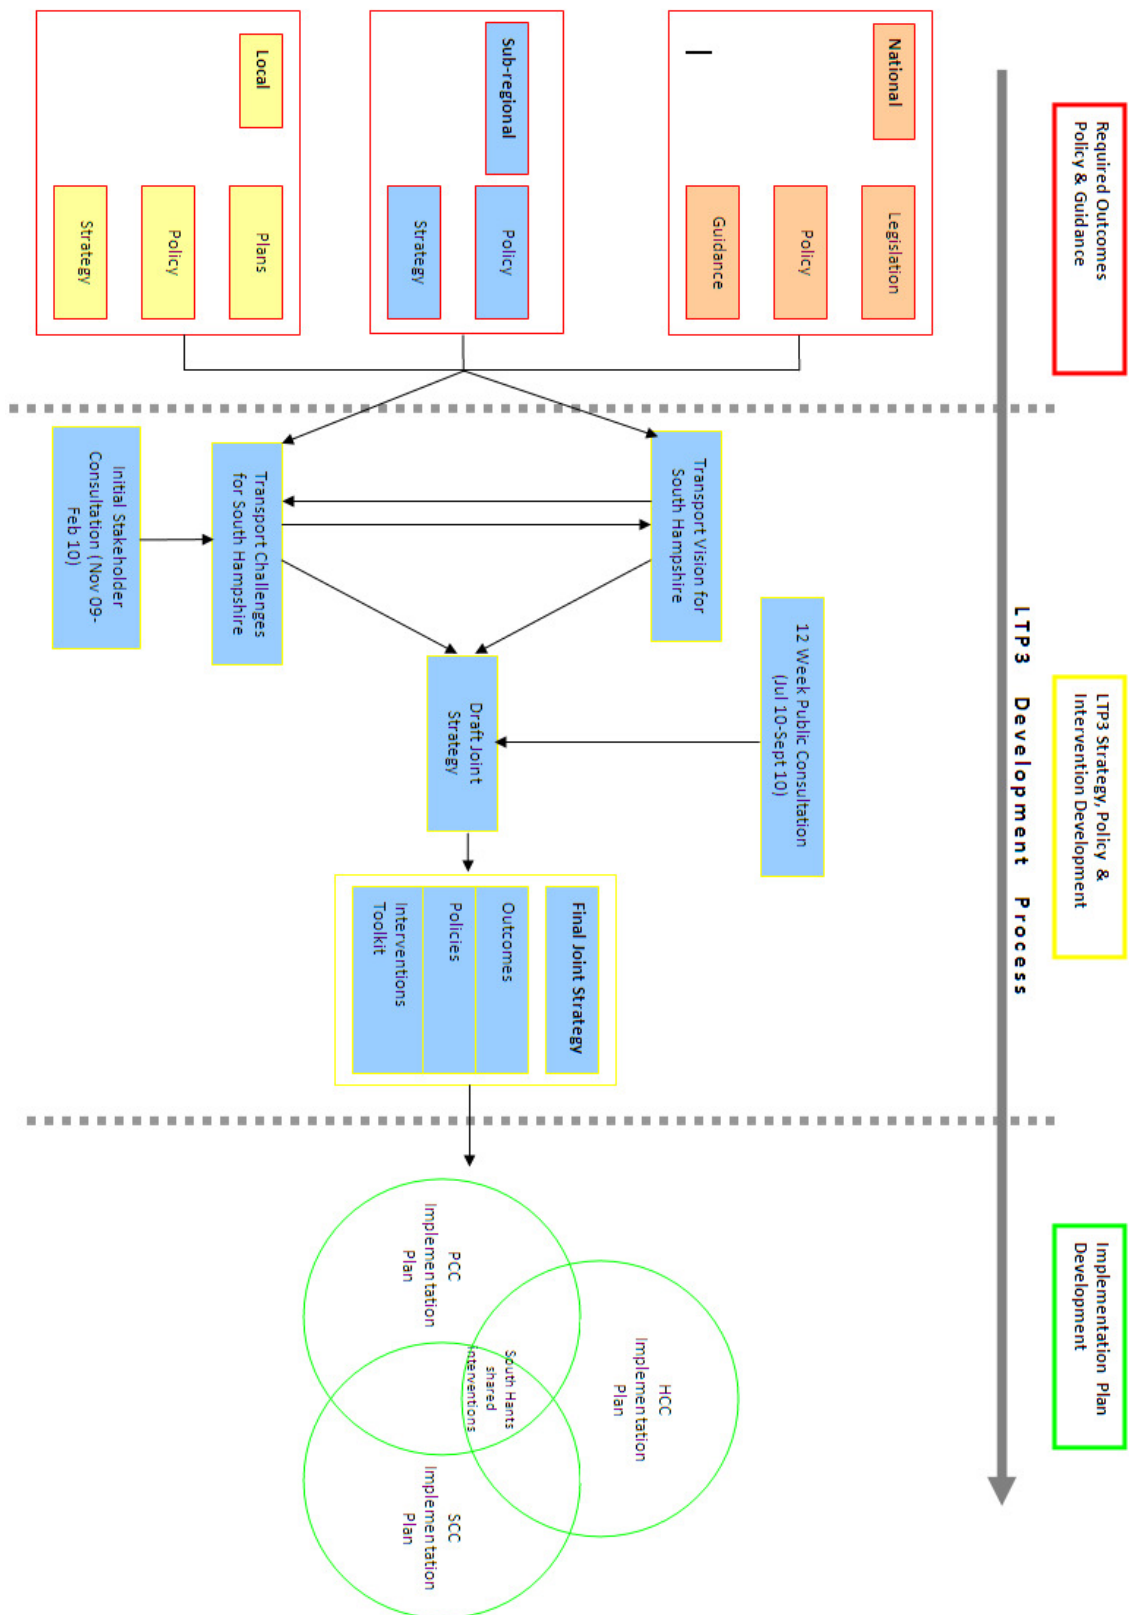 Required Outcomes
Policy & Guidance
LTP3 Strategy, Policy &
Intervention Development
Implementation Plan
Development
LTP3 Development Process
National
Legislation
Policy
Guidance
Sub-regional
Policy
Strategy
Local
Plans
Policy
Strategy
12 Week Public Consultation
(Jul 10-Sept 10)
Transport Vision for
South Hampshire
Transport Challenges
for South Hampshire
Initial Stakeholder
Consultation (Nov 09-
Feb 10)
Draft Joint
Strategy
Final Joint Strategy
Outcomes
Policies
Interventions
Toolkit
HCC
Implementation
Plan
South Hants
shared
interventions
PCC
Implementation
Plan
SCC
Implementation
Plan